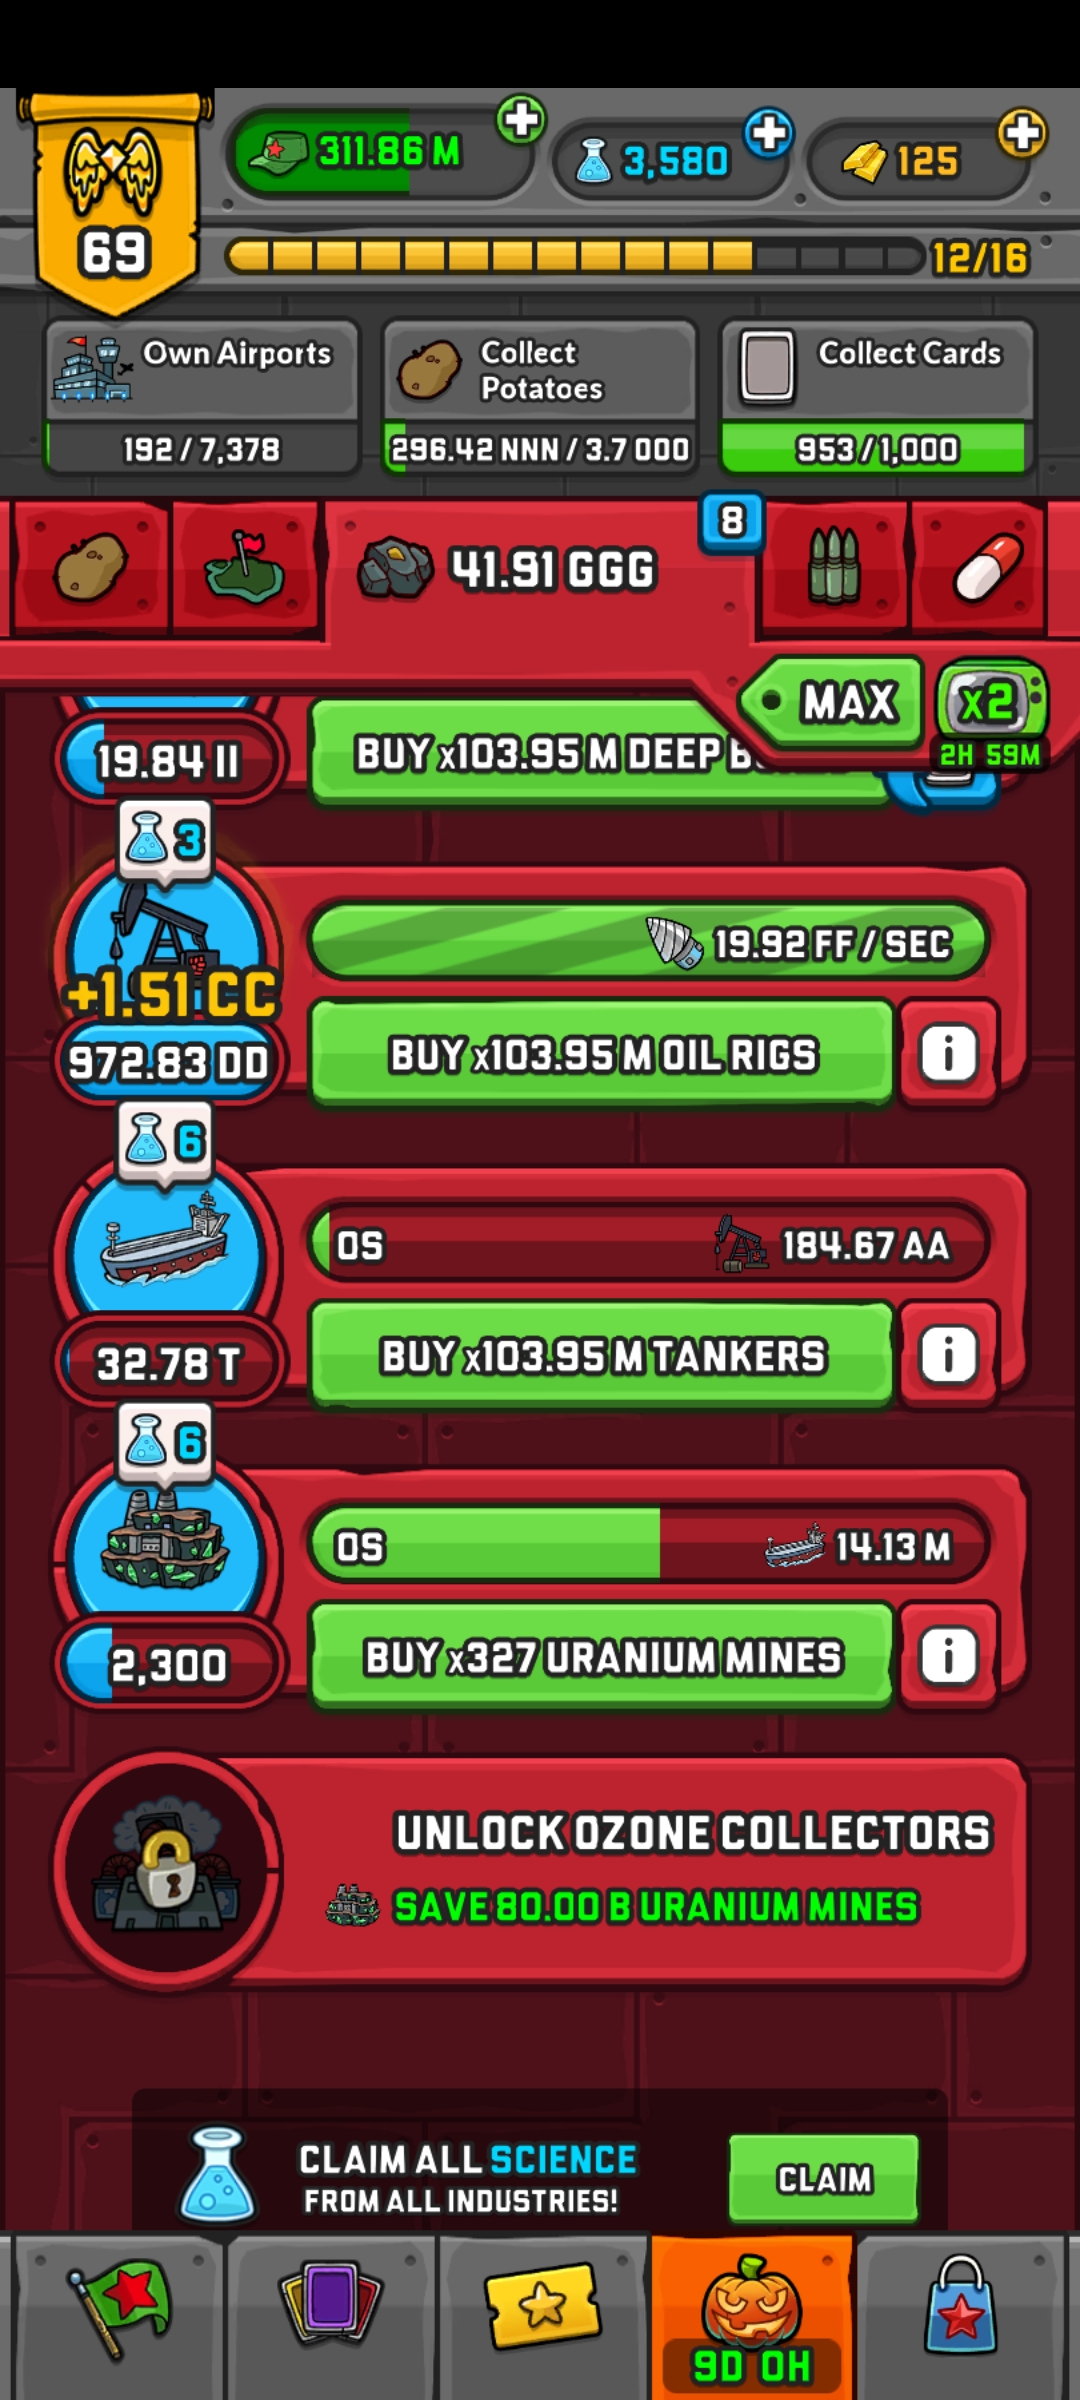 69
311.86 M
3,580
125
12/16
Own Airports
192 / 7,378
Collect
Potatoes
296.42 NNN / 3.7 OOO
Collect Cards
953 / 1,000
41.91 GGG
8
MAX
x2
2H 59M
19.84 II
BUY x103.95 M DEEP
3
+1.51 CC
972.83 DD
19.92 FF / SEC
BUY x103.95 M OIL RIGS
i
6
32.78 T
0S
184.67 AA
BUY x103.95 M TANKERS
i
6
2,300
0S
14.13 M
BUY x327 URANIUM MINES
i
UNLOCK OZONE COLLECTORS
SAVE 80.00 B URANIUM MINES
CLAIM ALL SCIENCE
FROM ALL INDUSTRIES!
CLAIM
9D 0H